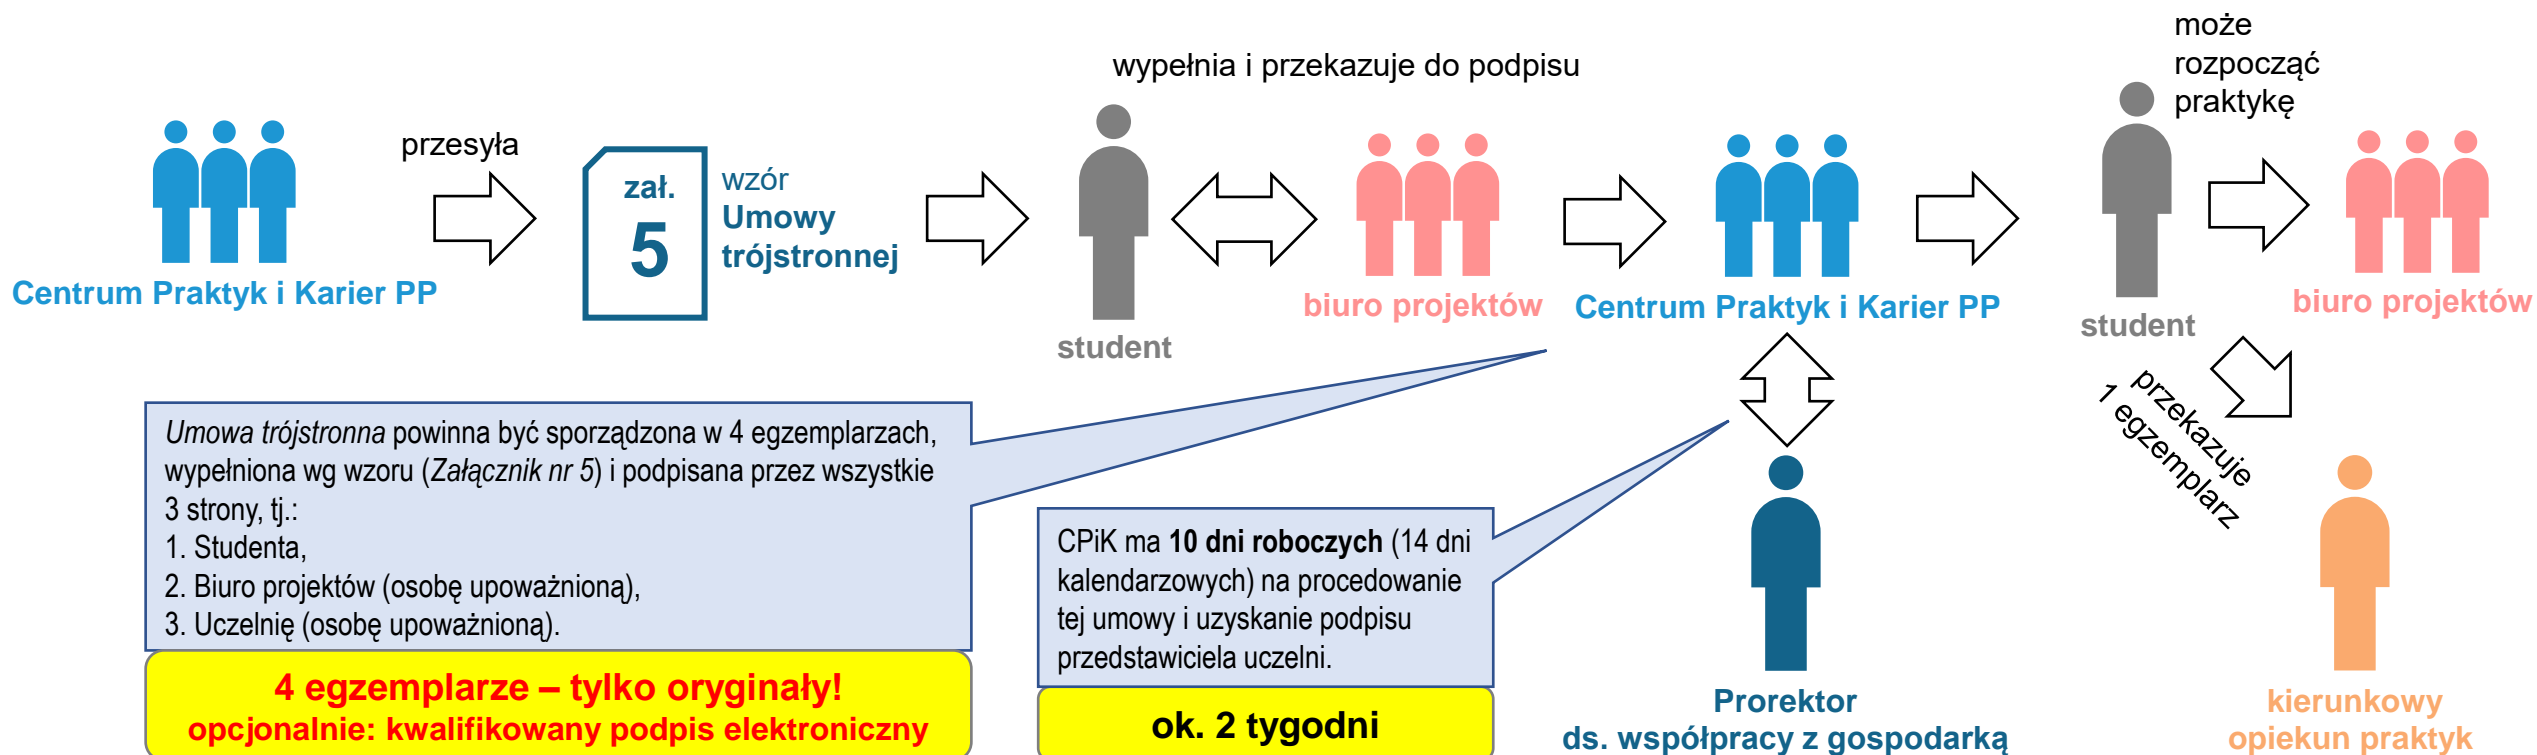 Centrum Praktyk i Karier PP
przesyła
zał.
5
wzór
Umowy
trójstronnej
wypełnia i przekazuje do podpisu
student
biuro projektów
Centrum Praktyk i Karier PP
może
rozpocząć
praktykę
student
biuro projektów
przekazuje
1 egzemplarz
Umowa trójstronna powinna być sporządzona w 4 egzemplarzach,
wypełniona wg wzoru (Załącznik nr 5) i podpisana przez wszystkie
3 strony, tj.:
1. Studenta,
2. Biuro projektów (osobę upoważnioną),
3. Uczelnię (osobę upoważnioną).
4 egzemplarze – tylko oryginały!
opcjonalnie: kwalifikowany podpis elektroniczny
CPiK ma 10 dni roboczych (14 dni
kalendarzowych) na procedowanie
tej umowy i uzyskanie podpisu
przedstawiciela uczelni.
ok. 2 tygodni
Prorektor
ds. współpracy z gospodarką
kierunkowy
opiekun praktyk